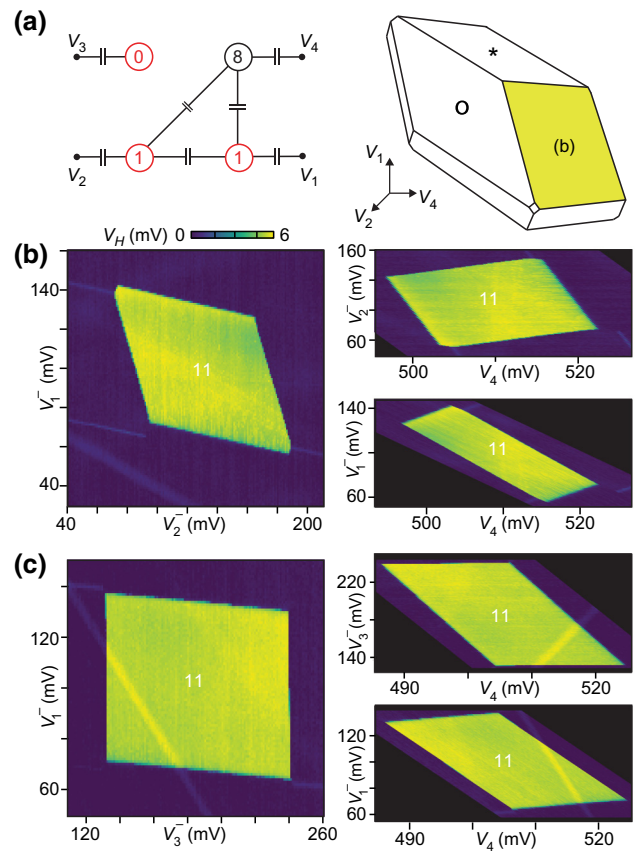 (a)
V3
0
8
V4
V2
1
1
V1
*
O
(b)
V1
V2
V4
VH (mV) 0 6
(b)
140
40
V1− (mV)
11
40 V2− (mV) 200
160
60
V2− (mV)
11
500 520
V4 (mV)
140
60
V1− (mV)
11
500 520
V4 (mV)
(c)
120
60
V1− (mV)
11
120 V3− (mV) 260
220
140
V3− (mV)
11
490 520
V4 (mV)
120
60
V1− (mV)
11
490 V4 (mV) 520